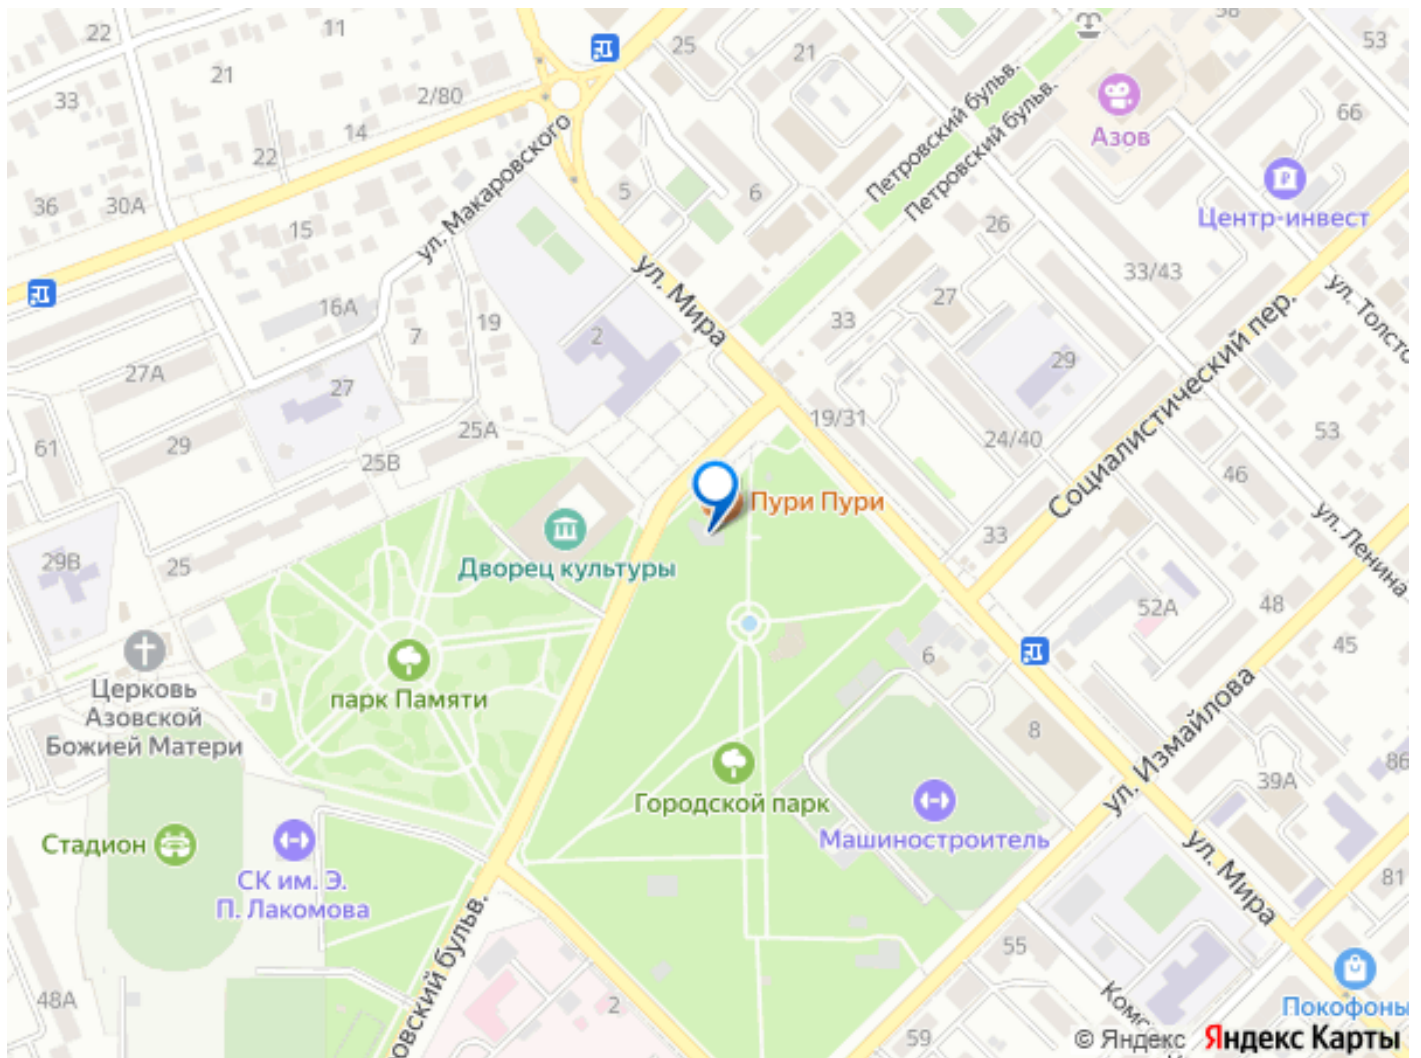 22
11
25
21
58
53
33
21
2/80
14
22
66
36
30А
15
5
6
26
ул. Макаровского
Петровский бульв.
Петровский бульв.
Азов
Центр-инвест
33/43
ул. Мира
27
16А
7
19
2
33
29
Социалистический пер.
27А
27
61
29
25А
25В
19/31
24/40
53
46
Пури Пури
33
ул. Ленина
29В
25
Дворец культуры
52А
48
45
6
парк Памяти
Церковь
Азовской
Божией Матери
8
ул. Измайлова
39А
86
Городской парк
Машиностроитель
Стадион
СК им. Э.
П. Лакомова
ул. Мира
81
55
48А
2
59
Покофоны
© Яндекс Яндекс Карты